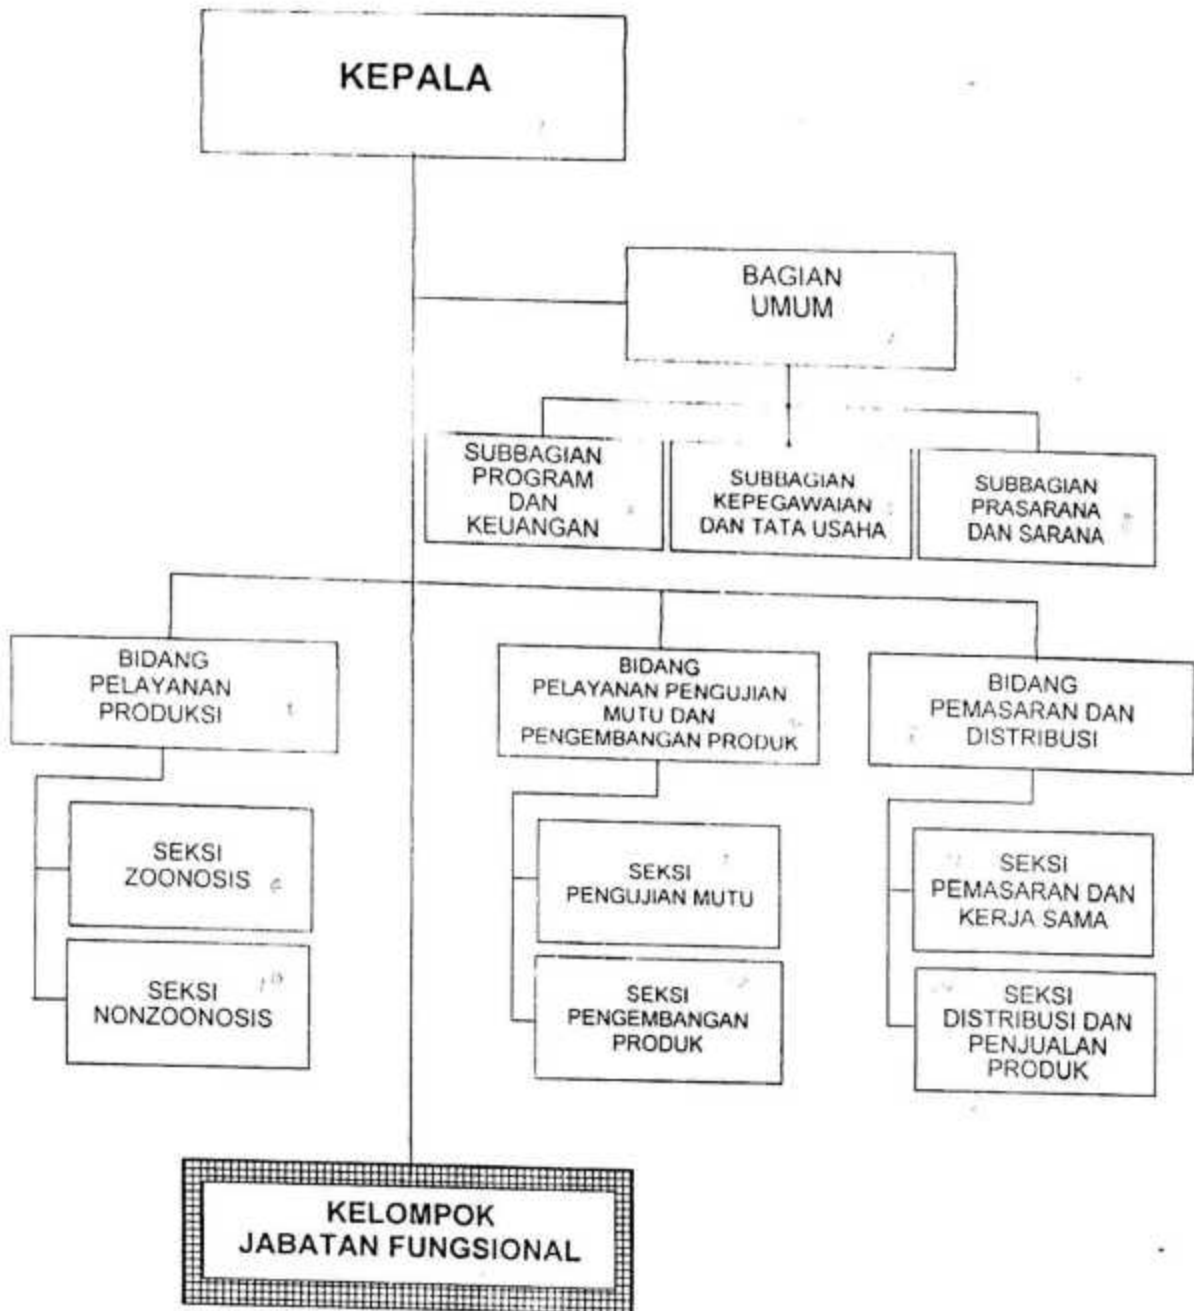 KEPALA
BAGIAN
UMUM
SUBBAGIAN
PROGRAM
DAN
KEUANGAN
SUBBAGIAN
KEPEGAWAIAN
DAN TATA USAHA
SUBBAGIAN
PRASARANA
DAN SARANA
BIDANG
PELAYANAN
PRODUKSI
BIDANG
PELAYANAN PENGUJIAN
MUTU DAN
PENGEMBANGAN PRODUK
BIDANG
PEMASARAN DAN
DISTRIBUSI
SEKSI
ZOONOSIS
SEKSI
NONZOONOSIS
SEKSI
PENGUJIAN MUTU
SEKSI
PENGEMBANGAN
PRODUK
SEKSI
PEMASARAN DAN
KERJA SAMA
SEKSI
DISTRIBUSI DAN
PENJUALAN
PRODUK
KELOMPOK
JABATAN FUNGSIONAL